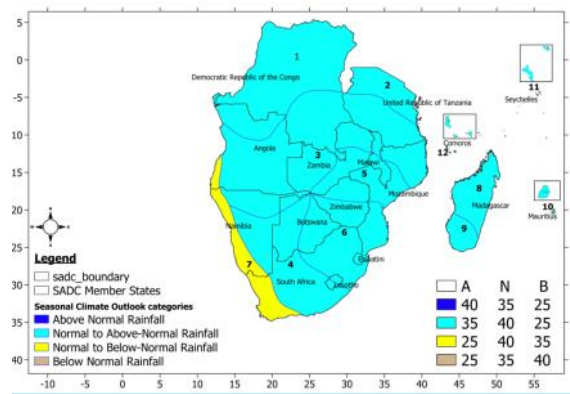 5
0
-5
10
15
20
25
30
35
40
-10
-5
0
5
10
15
20
25
30
35
40
45
50
55
1
Democratic Republic of the Congo
2
United Republic of Tanzania
11
Seychelles
Comoros
12
Angola
3
Zambia
Malawi
5
Mozambique
8
Madagascar
10
Mauritius
9
Zimbabwe
Botswana
Namibia
6
7
4
Eswatini
South Africa
Lesotho
Legend
sadc_boundary
SADC Member States
Seasonal Climate Outlook categories
Above Normal Rainfall
Normal to Above-Normal Rainfall
Normal to Below-Normal Rainfall
Below Normal Rainfall
A N B
40 35 25
35 40 25
25 40 35
25 35 40